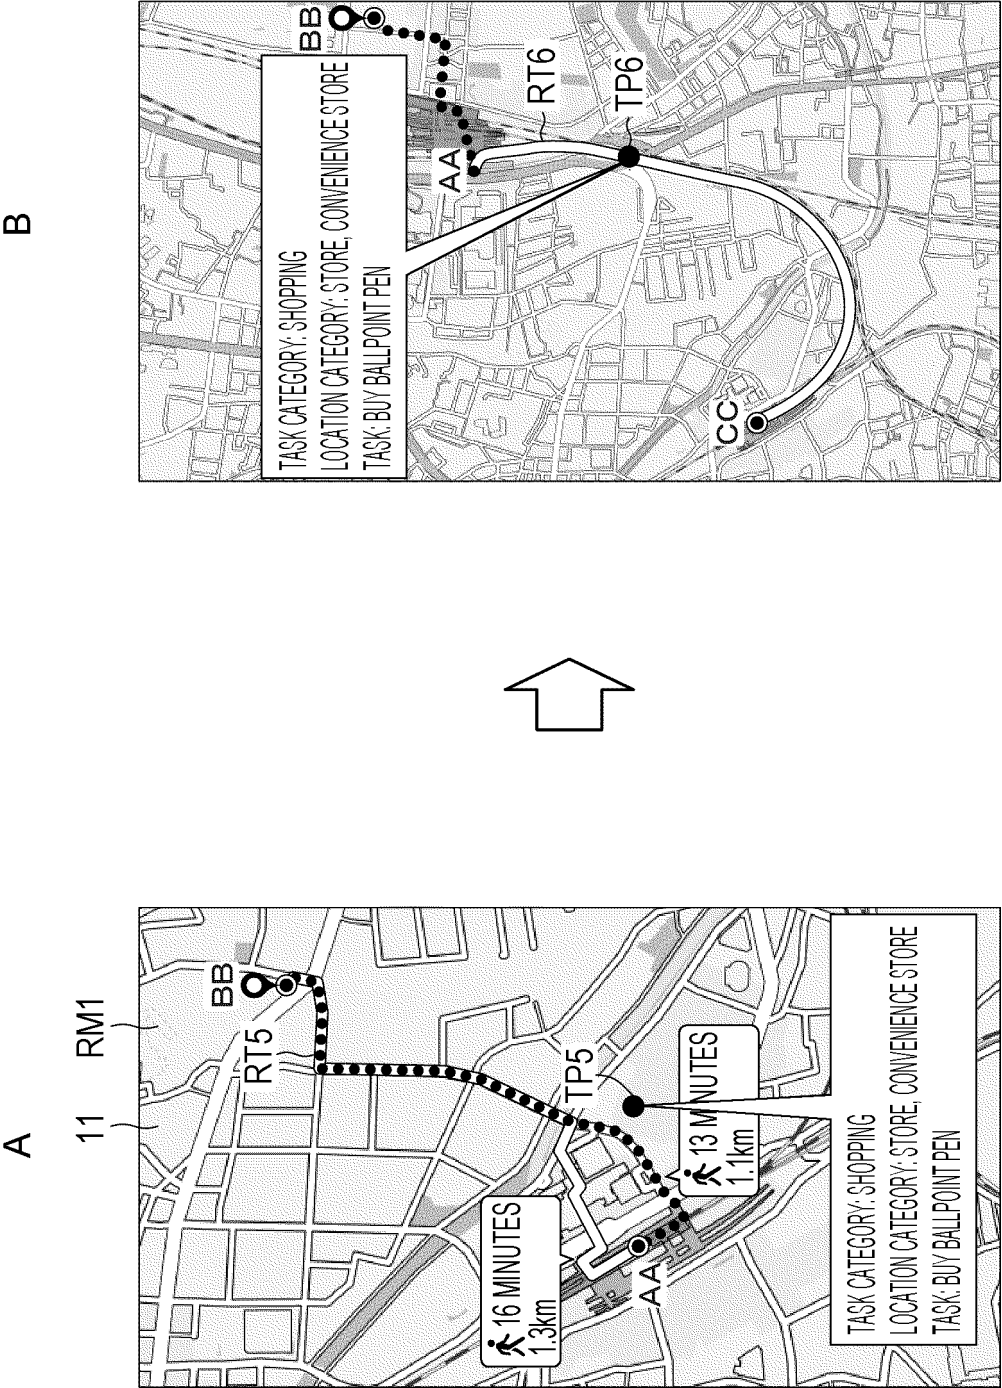 A
11
RM1
BB
RT5
TP5
16 MINUTES
1.3km
13 MINUTES
1.1km
AA
TASK CATEGORY: SHOPPING
LOCATION CATEGORY: STORE, CONVENIENCE STORE
TASK: BUY BALLPOINT PEN
B
BB
TASK CATEGORY: SHOPPING
LOCATION CATEGORY: STORE, CONVENIENCE STORE
TASK: BUY BALLPOINT PEN
AA
RT6
TP6
CC